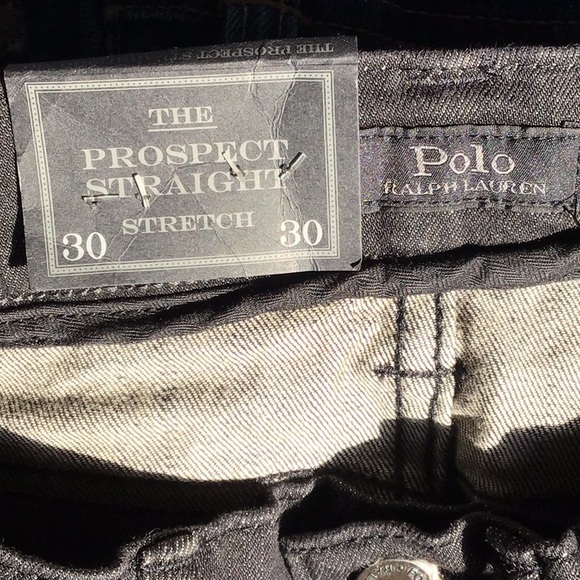 THE PROSPECT
THE
PROSPECT
STRAIGHT
STRETCH
30 30
Polo
RALPH LAUREN